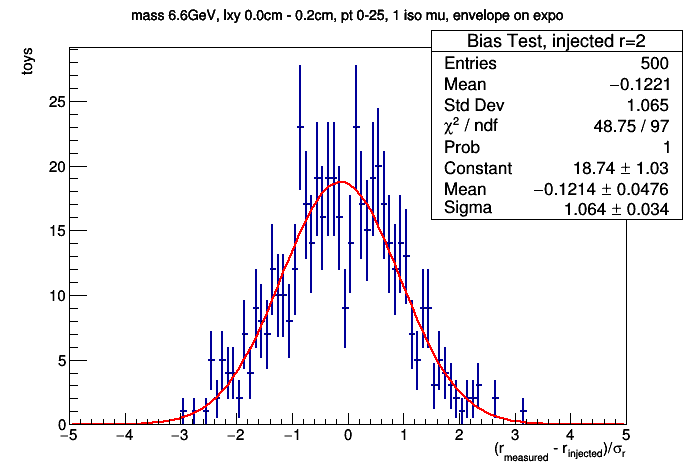 mass 6.6GeV, lxy 0.0cm - 0.2cm, pt 0-25, 1 iso mu, envelope on expo
Bias Test, injected r=2
Entries 500
Mean −0.1221
Std Dev 1.065
χ² / ndf 48.75 / 97
Prob 1
Constant 18.74 ± 1.03
Mean −0.1214 ± 0.0476
Sigma 1.064 ± 0.034
toys
25
20
15
10
5
0
−5 −4 −3 −2 −1 0 1 2 3 4 5
(r_measured - r_injected)/σ_r